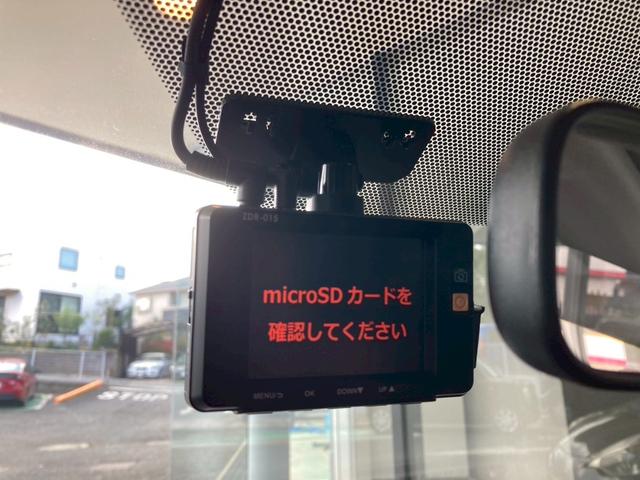 ZDR-015
microSD カードを
確認してください
MENU/⮌ OK DOWN▼ UP▲
STOP